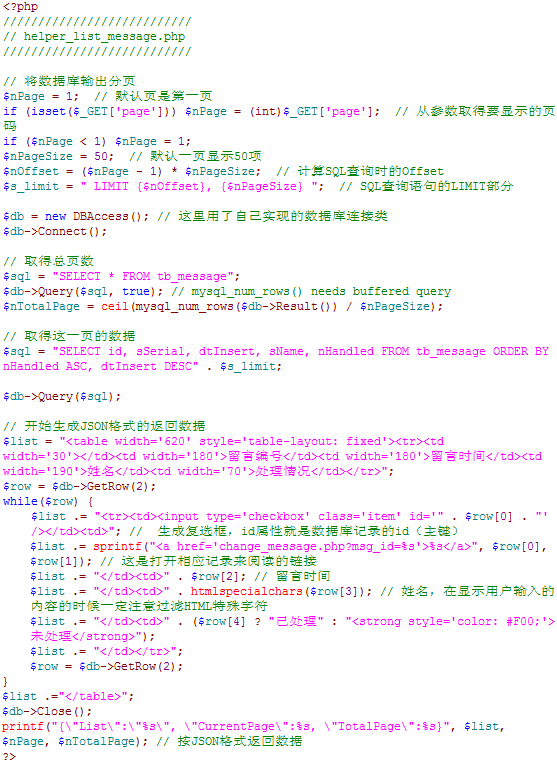 <?php
///////////////////////////
// helper_list_message.php
///////////////////////////
// 将数据库输出分页
$nPage = 1;  // 默认页是第一页
if (isset($_GET['page'])) $nPage = (int)$_GET['page'];  // 从参数取得要显示的页
码
if ($nPage < 1) $nPage = 1;
$nPageSize = 50;  // 默认一页显示50项
$nOffset = ($nPage - 1) * $nPageSize;  // 计算SQL查询时的Offset
$s_limit = " LIMIT {$nOffset}, {$nPageSize} ";  // SQL查询语句的LIMIT部分
$db = new DBAccess(); // 这里用了自己实现的数据库连接类
$db->Connect();
// 取得总页数
$sql = "SELECT * FROM tb_message";
$db->Query($sql, true); // mysql_num_rows() needs buffered query
$nTotalPage = ceil(mysql_num_rows($db->Result()) / $nPageSize);
// 取得这一页的数据
$sql = "SELECT id, sSerial, dtInsert, sName, nHandled FROM tb_message ORDER BY
nHandled ASC, dtInsert DESC" . $s_limit;
$db->Query($sql);
// 开始生成JSON格式的返回数据
$list = "<table width='620' style='table-layout: fixed'><tr><td
width='30'></td><td width='180'>留言编号</td><td width='180'>留言时间</td><td
width='190'>姓名</td><td width='70'>处理情况</td></tr>";
$row = $db->GetRow(2);
while($row) {
$list .= "<tr><td><input type='checkbox' class='item' id='" . $row[0] . "'
/></td><td>"; //  生成复选框，id属性就是数据库记录的id（主键）
$list .= sprintf("<a href='change_message.php?msg_id=%s'>%s</a>", $row[0],
$row[1]); // 这是打开相应记录来阅读的链接
$list .= "</td><td>" . $row[2]; // 留言时间
$list .= "</td><td>" . htmlspecialchars($row[3]); // 姓名，在显示用户输入的
内容的时候一定注意过滤HTML特殊字符
$list .= "</td><td>" . ($row[4] ? "已处理" : "<strong style='color: #F00;'>
未处理</strong>");
$list .= "</td></tr>";
$row = $db->GetRow(2);
}
$list .="</table>";
$db->Close();
printf("{\"List\":\"%s\", \"CurrentPage\":%s, \"TotalPage\":%s}", $list,
$nPage, $nTotalPage); // 按JSON格式返回数据
?>